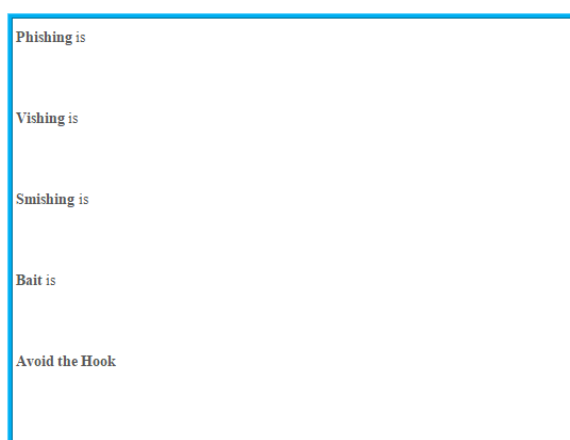 Phishing is
Vishing is
Smishing is
Bait is
Avoid the Hook